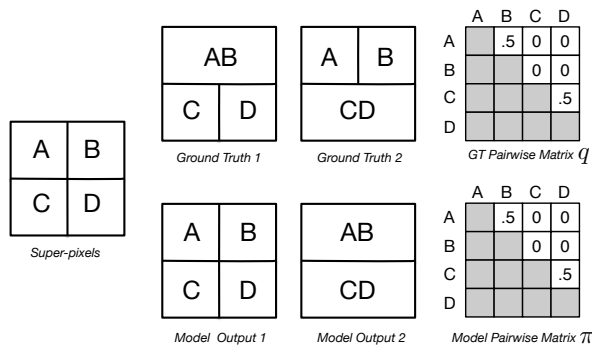 A B C D
AB
A B
A .5 0 0
B 0 0
C D
CD
C .5
D
Ground Truth 1
Ground Truth 2
GT Pairwise Matrix q
A B
C D
Super-pixels
A B C D
A B
AB
A .5 0 0
B 0 0
C D
CD
C .5
D
Model Output 1
Model Output 2
Model Pairwise Matrix π